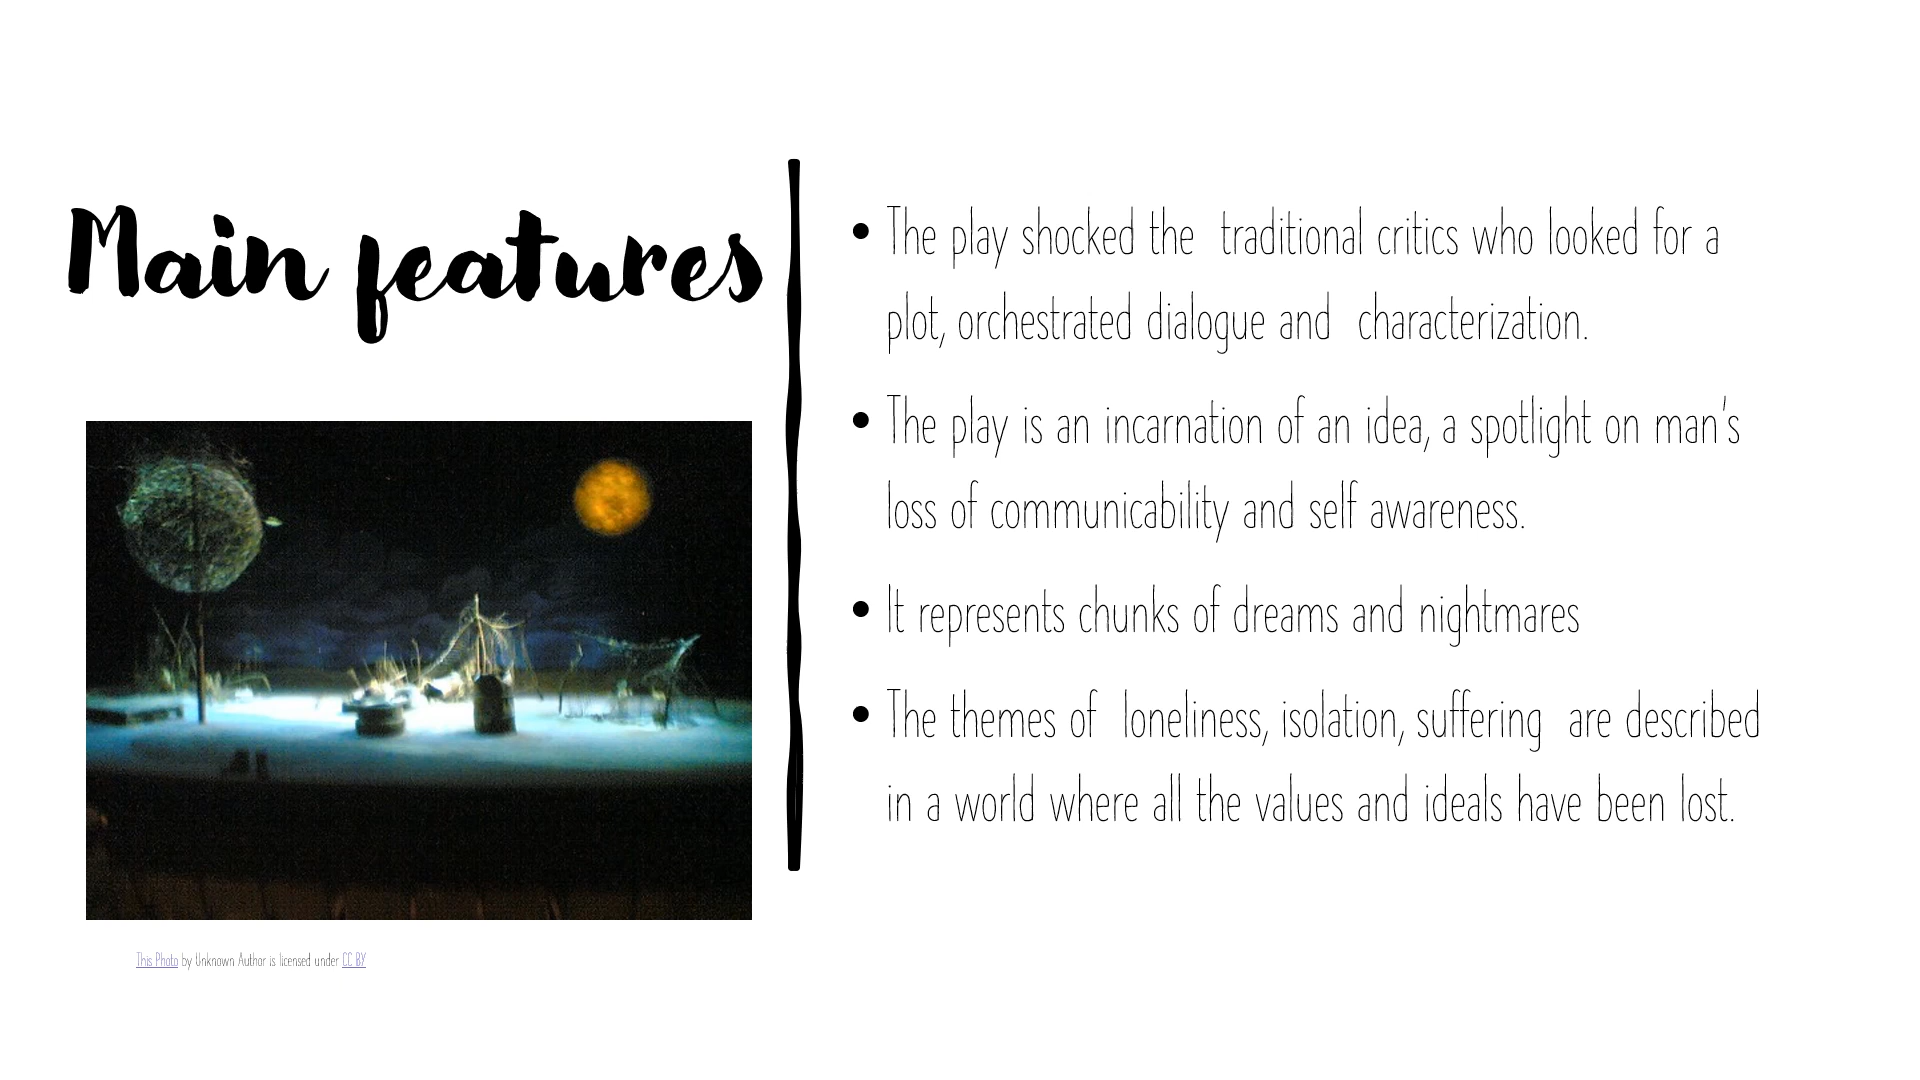 Main features
• The play shocked the  traditional critics who looked for a
plot, orchestrated dialogue and  characterization.
• The play is an incarnation of an idea, a spotlight on man's
loss of communicability and self awareness.
• It represents chunks of dreams and nightmares
• The themes of  loneliness, isolation, suffering  are described
in a world where all the values and ideals have been lost.
This Photo by Unknown Author is licensed under CC BY